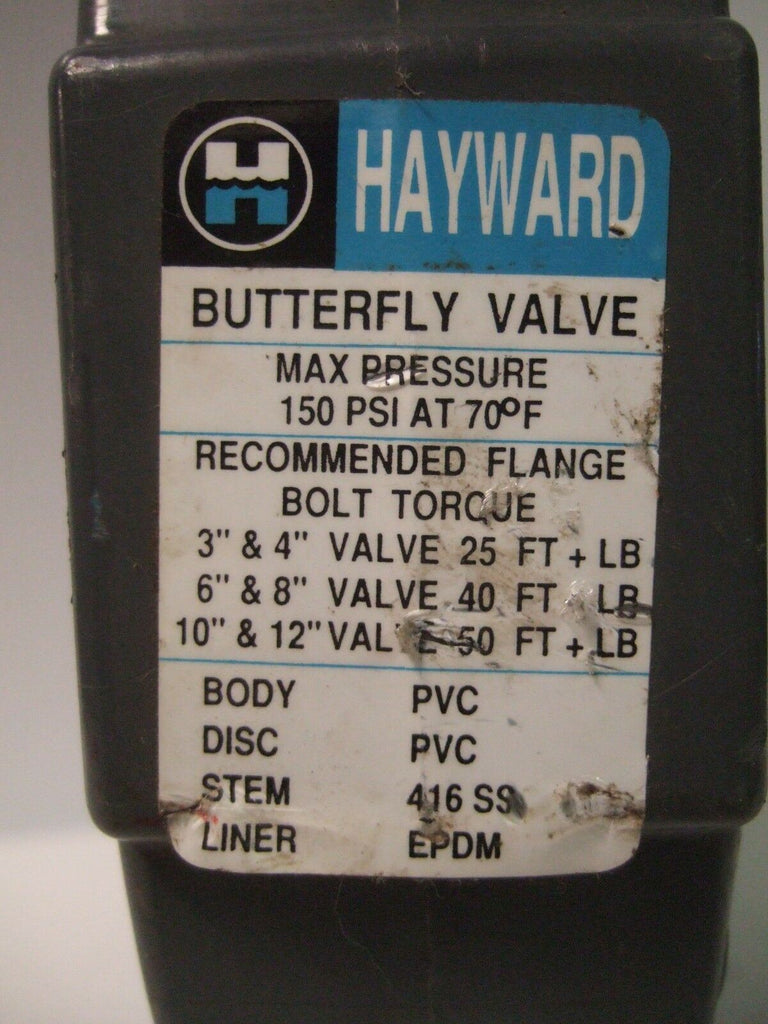 H
HAYWARD
BUTTERFLY VALVE
MAX PRESSURE
150 PSI AT 70°F
RECOMMENDED FLANGE
BOLT TORQUE
3" & 4" VALVE 25 FT + LB
6" & 8" VALVE 40 FT + LB
10" & 12" VALVE 50 FT + LB
BODY PVC
DISC PVC
STEM 416 SS
LINER EPDM